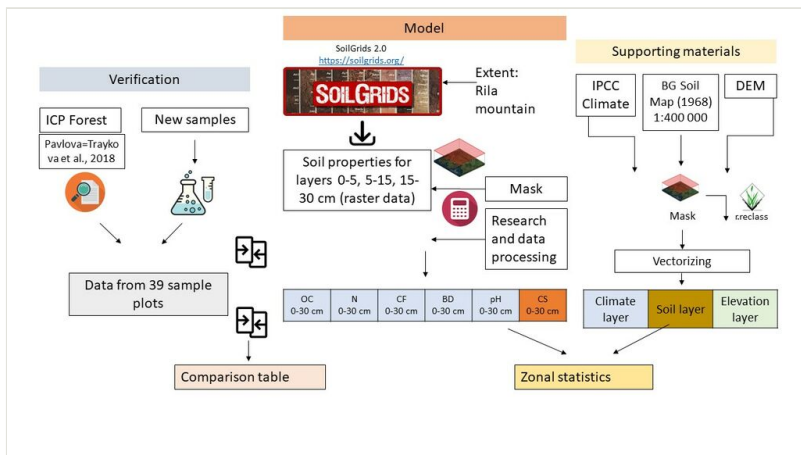 Model
SoilGrids 2.0
https://soilgrids.org/
SOILGRIDS
Extent:
Rila
mountain
Verification
ICP Forest
New samples
Pavlova=Trayko
va et al., 2018
Data from 39 sample
plots
Comparison table
Soil properties for
layers 0-5, 5-15, 15-
30 cm (raster data)
Mask
Research
and data
processing
OC
0-30 cm
N
0-30 cm
CF
0-30 cm
BD
0-30 cm
pH
0-30 cm
CS
0-30 cm
Supporting materials
IPCC
Climate
BG Soil
Map (1968)
1:400 000
DEM
Mask
r.reclass
Vectorizing
Climate
layer
Soil layer
Elevation
layer
Zonal statistics